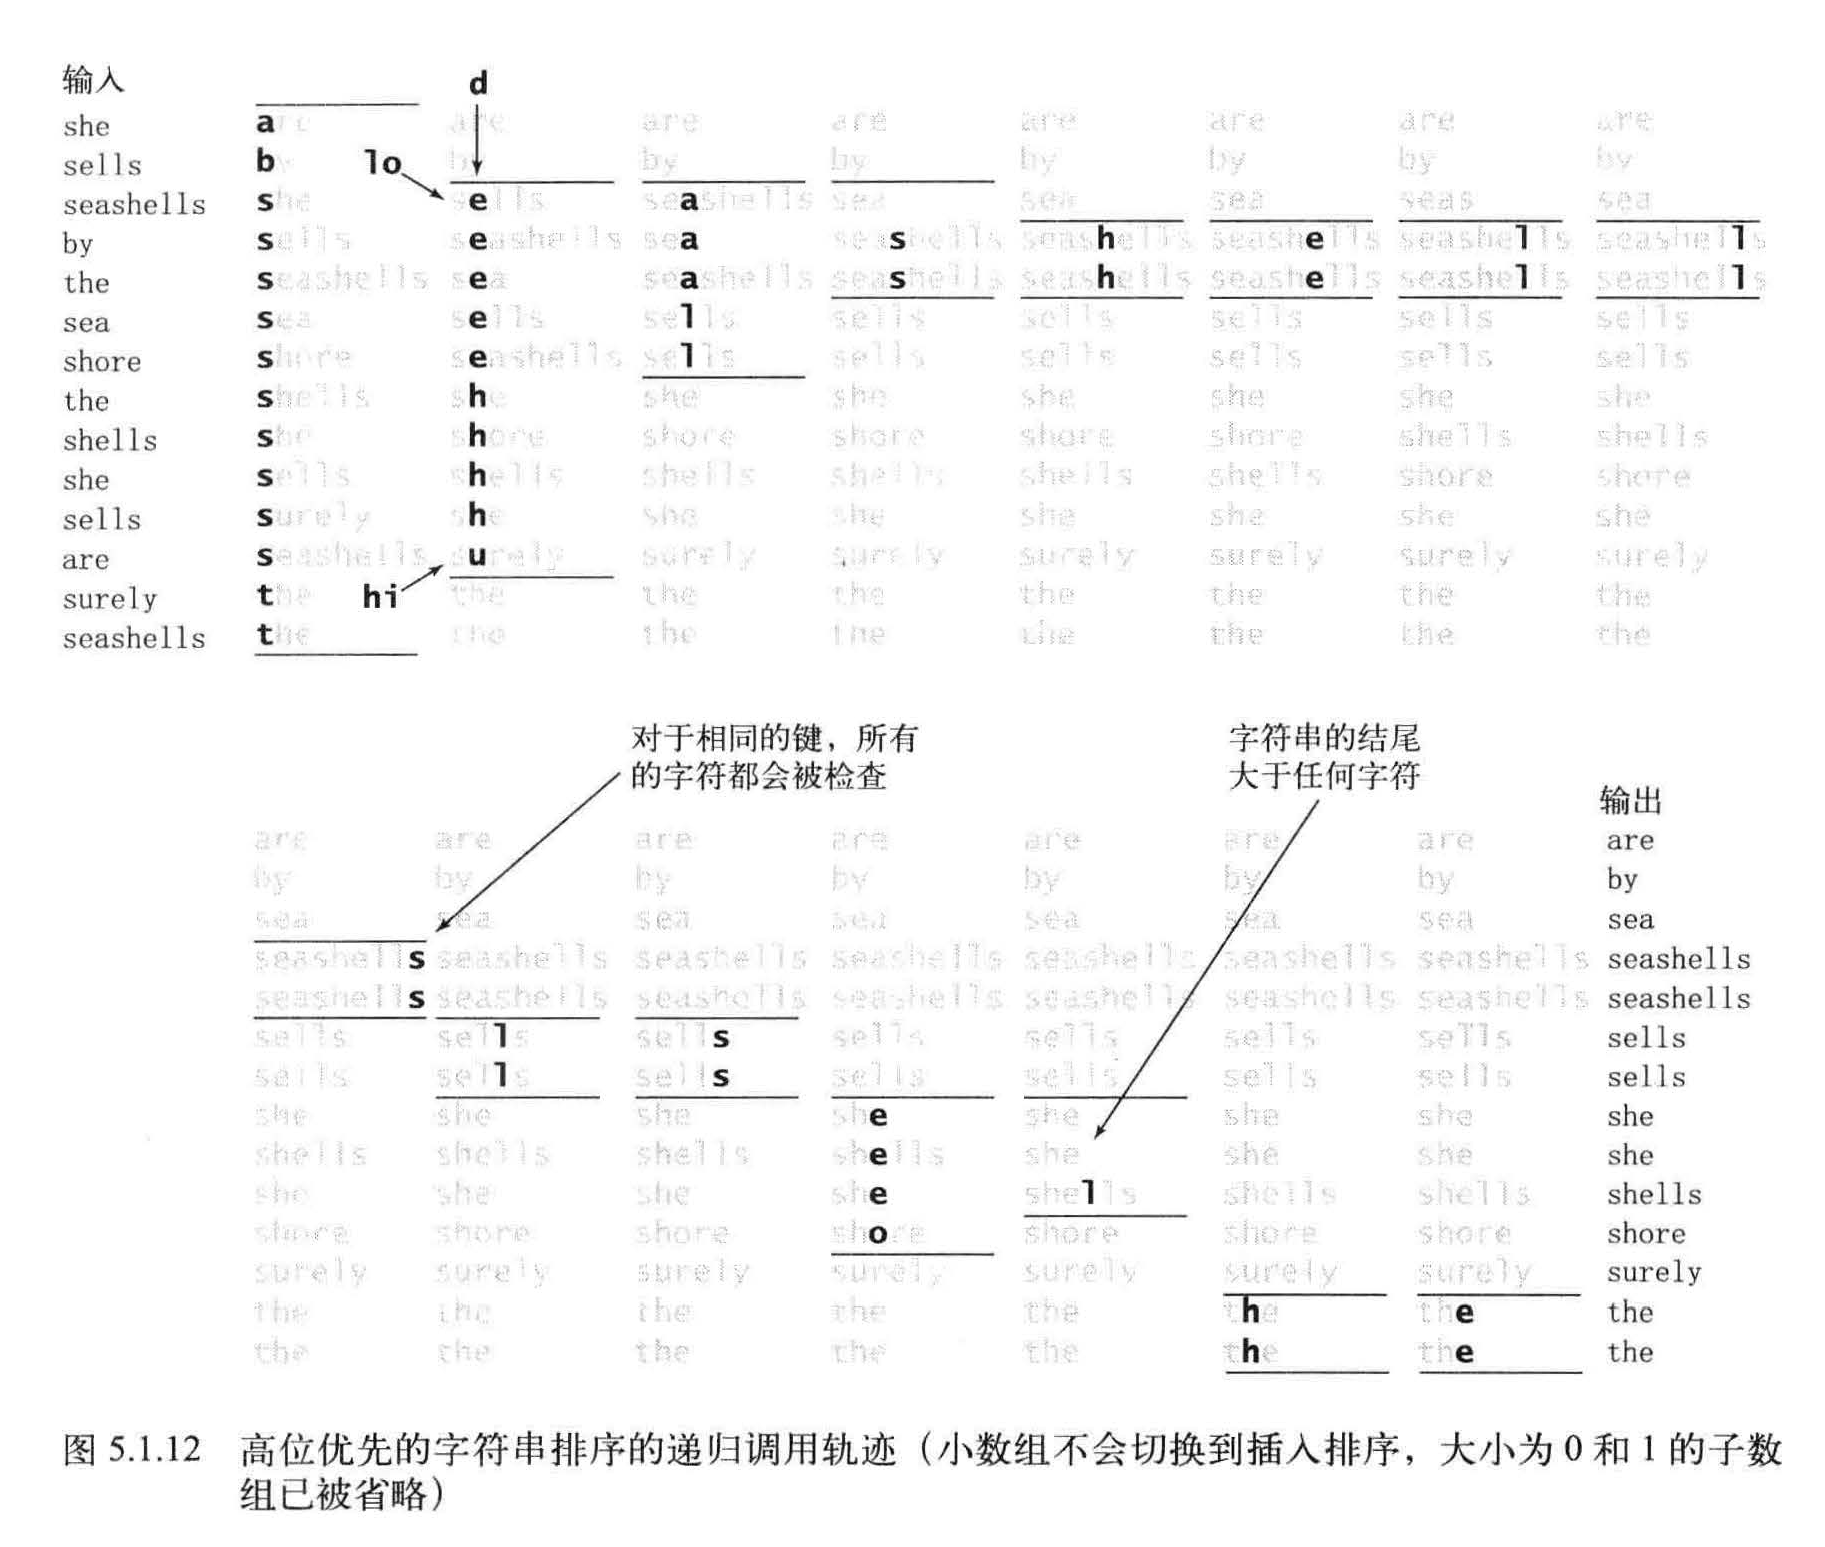 输入 d
she are are are are are are are are
sells by lo by by by by by by by
seashells she sells seashells sea sea sea seas sea
by sells seashells sea seashells seashells seashells seashells seashells
the seashells sea seashells seashells seashells seashells seashells seashells
sea sea sells sells sells sells sells sells sells
shore shore seashells sells sells sells sells sells sells
the shells she she she she she she she
shells she shore shore shore shore shore shells shells
she sells shells shells shells shells shells shore shore
sells surely she she she she she she she
are seashells surely surely surely surely surely surely surely
surely the hi the the the the the the the
seashells the the the the the the the the
对于相同的键，所有
的字符都会被检查
字符串的结尾
大于任何字符
输出
are are are are are are are are
by by by by by by by by
sea sea sea sea sea sea sea sea
seashells seashells seashells seashells seashells seashells seashells seashells
seashells seashells seashells seashells seashells seashells seashells seashells
sells sells sells sells sells sells sells sells
sells sells sells sells sells sells sells sells
she she she she she she she she
shells shells shells shells she she she she
she she she she shells shells shells shells
shore shore shore shore shore shore shore shore
surely surely surely surely surely surely surely surely
the the the the the the the the
the the the the the the the the
图 5.1.12 高位优先的字符串排序的递归调用轨迹（小数组不会切换到插入排序，大小为 0 和 1 的子数
组已被省略）